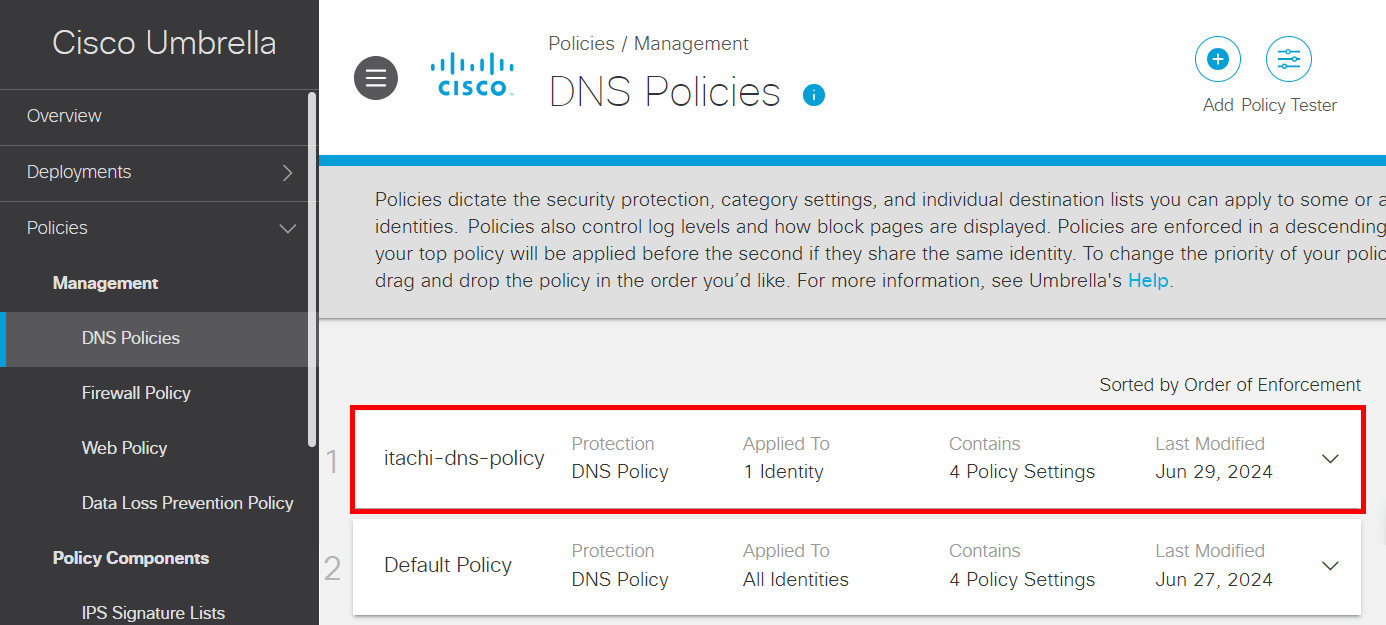 Cisco Umbrella
Overview
Deployments
Policies
Management
DNS Policies
Firewall Policy
Web Policy
Data Loss Prevention Policy
Policy Components
IPS Signature Lists
CISCO
Policies / Management
DNS Policies
i
Add Policy Tester
Policies dictate the security protection, category settings, and individual destination lists you can apply to some or a
identities. Policies also control log levels and how block pages are displayed. Policies are enforced in a descending
your top policy will be applied before the second if they share the same identity. To change the priority of your polic
drag and drop the policy in the order you’d like. For more information, see Umbrella's Help.
Sorted by Order of Enforcement
Protection Applied To Contains Last Modified
1 itachi-dns-policy DNS Policy 1 Identity 4 Policy Settings Jun 29, 2024
Protection Applied To Contains Last Modified
2 Default Policy DNS Policy All Identities 4 Policy Settings Jun 27, 2024